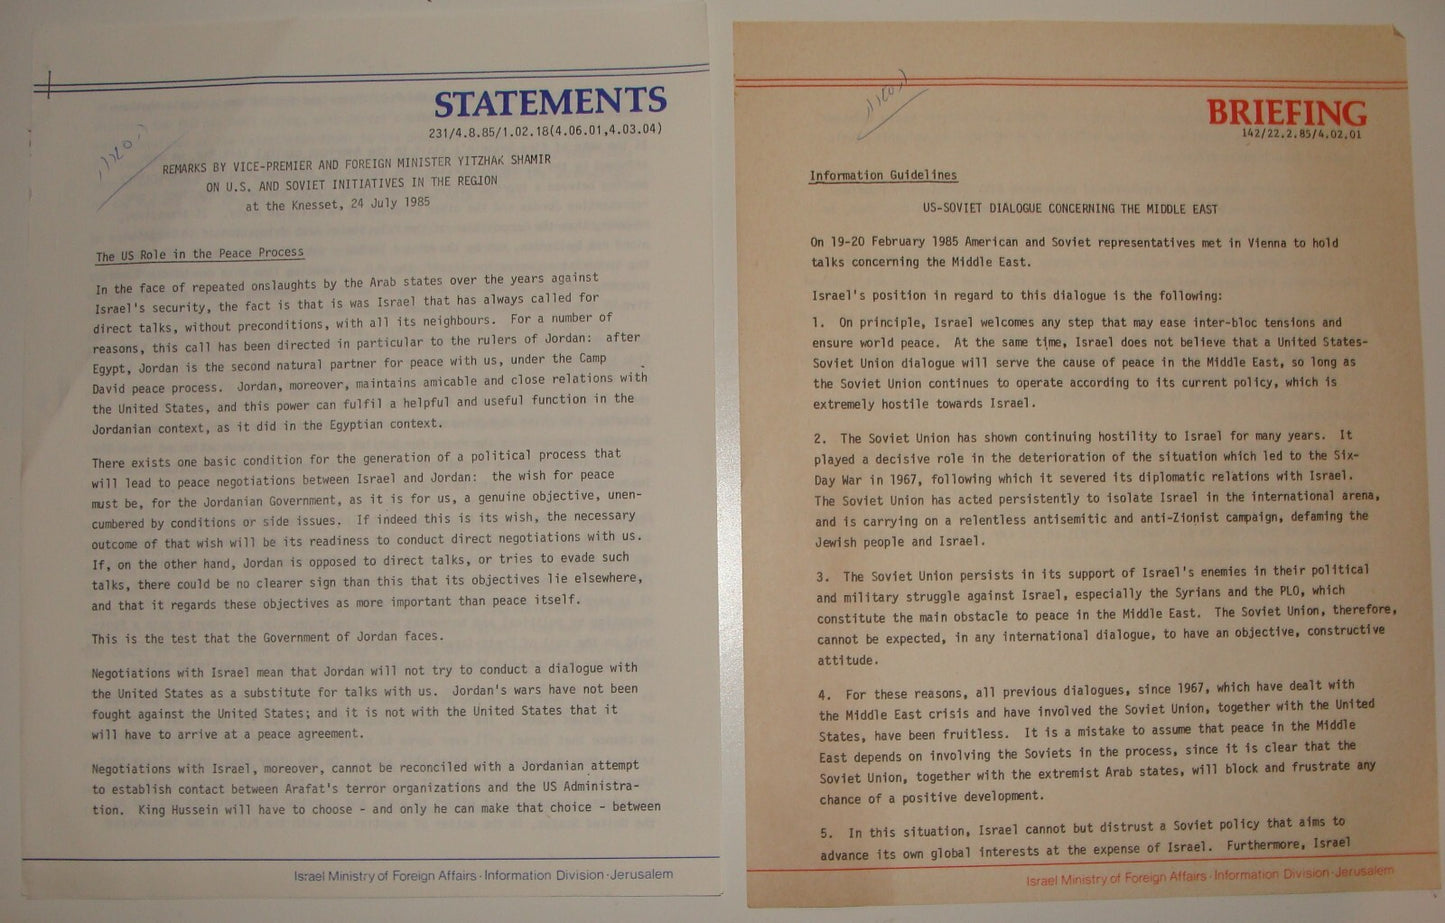 STATEMENTS
231/4.8.85/1.02.18(4.06.01,4.03.04)
REMARKS BY VICE-PREMIER AND FOREIGN MINISTER YITZHAK SHAMIR
ON U.S. AND SOVIET INITIATIVES IN THE REGION
at the Knesset, 24 July 1985
The US Role in the Peace Process
In the face of repeated onslaughts by the Arab states over the years against
Israel's security, the fact is that is was Israel that has always called for
direct talks, without preconditions, with all its neighbours. For a number of
reasons, this call has been directed in particular to the rulers of Jordan: after
Egypt, Jordan is the second natural partner for peace with us, under the Camp
David peace process. Jordan, moreover, maintains amicable and close relations with
the United States, and this power can fulfil a helpful and useful function in the
Jordanian context, as it did in the Egyptian context.
There exists one basic condition for the generation of a political process that
will lead to peace negotiations between Israel and Jordan: the wish for peace
must be, for the Jordanian Government, as it is for us, a genuine objective, unen-
cumbered by conditions or side issues. If indeed this is its wish, the necessary
outcome of that wish will be its readiness to conduct direct negotiations with us.
If, on the other hand, Jordan is opposed to direct talks, or tries to evade such
talks, there could be no clearer sign than this that its objectives lie elsewhere,
and that it regards these objectives as more important than peace itself.
This is the test that the Government of Jordan faces.
Negotiations with Israel mean that Jordan will not try to conduct a dialogue with
the United States as a substitute for talks with us. Jordan's wars have not been
fought against the United States; and it is not with the United States that it
will have to arrive at a peace agreement.
Negotiations with Israel, moreover, cannot be reconciled with a Jordanian attempt
to establish contact between Arafat's terror organizations and the US Administra-
tion. King Hussein will have to choose - and only he can make that choice - between
Israel Ministry of Foreign Affairs·Information Division·Jerusalem
BRIEFING
142/22.2.85/4.02.01
Information Guidelines
US-SOVIET DIALOGUE CONCERNING THE MIDDLE EAST
On 19-20 February 1985 American and Soviet representatives met in Vienna to hold
talks concerning the Middle East.
Israel's position in regard to this dialogue is the following:
1. On principle, Israel welcomes any step that may ease inter-bloc tensions and
ensure world peace. At the same time, Israel does not believe that a United States-
Soviet Union dialogue will serve the cause of peace in the Middle East, so long as
the Soviet Union continues to operate according to its current policy, which is
extremely hostile towards Israel.
2. The Soviet Union has shown continuing hostility to Israel for many years. It
played a decisive role in the deterioration of the situation which led to the Six-
Day War in 1967, following which it severed its diplomatic relations with Israel.
The Soviet Union has acted persistently to isolate Israel in the international arena,
and is carrying on a relentless antisemitic and anti-Zionist campaign, defaming the
Jewish people and Israel.
3. The Soviet Union persists in its support of Israel's enemies in their political
and military struggle against Israel, especially the Syrians and the PLO, which
constitute the main obstacle to peace in the Middle East. The Soviet Union, therefore,
cannot be expected, in any international dialogue, to have an objective, constructive
attitude.
4. For these reasons, all previous dialogues, since 1967, which have dealt with
the Middle East crisis and have involved the Soviet Union, together with the United
States, have been fruitless. It is a mistake to assume that peace in the Middle
East depends on involving the Soviets in the process, since it is clear that the
Soviet Union, together with the extremist Arab states, will block and frustrate any
chance of a positive development.
5. In this situation, Israel cannot but distrust a Soviet policy that aims to
advance its own global interests at the expense of Israel. Furthermore, Israel
Israel Ministry of Foreign Affairs·Information Division·Jerusalem